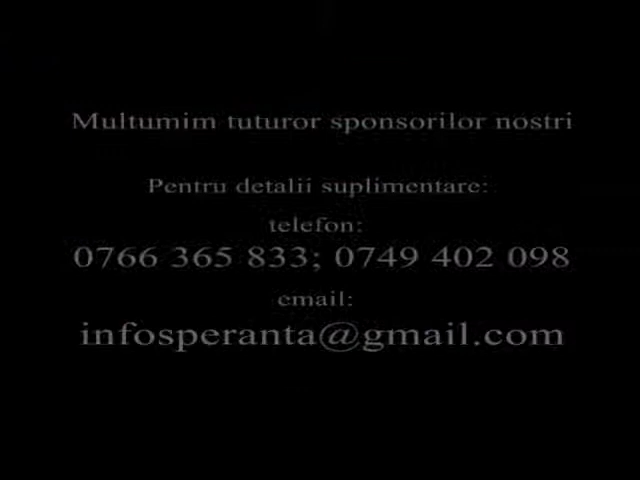 Multumim tuturor sponsorilor nostri
Pentru detalii suplimentare:
telefon:
0766 365 833; 0749 402 098
email:
infosperanta@gmail.com